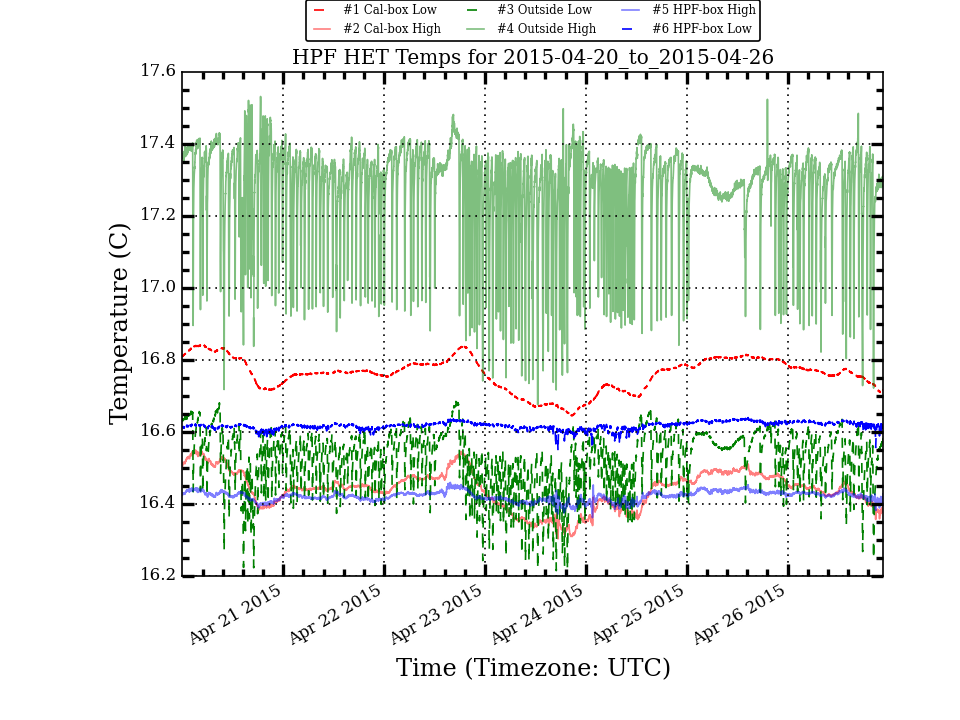 #1 Cal-box Low #3 Outside Low #5 HPF-box High
#2 Cal-box High #4 Outside High #6 HPF-box Low
HPF HET Temps for 2015-04-20_to_2015-04-26
17.6
17.4
17.2
17.0
16.8
16.6
16.4
16.2
Temperature (C)
Apr 21 2015 Apr 22 2015 Apr 23 2015 Apr 24 2015 Apr 25 2015 Apr 26 2015
Time (Timezone: UTC)